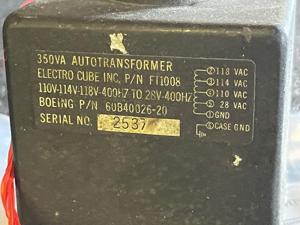 350VA AUTOTRANSFORMER
ELECTRO CUBE INC. P/N FT1008
110V-114V-118V-400HZ TO 28V-400HZ
BOEING P/N 60B40026-20
SERIAL NO. 2537
118 VAC
114 VAC
110 VAC
28 VAC
GND
CASE GND